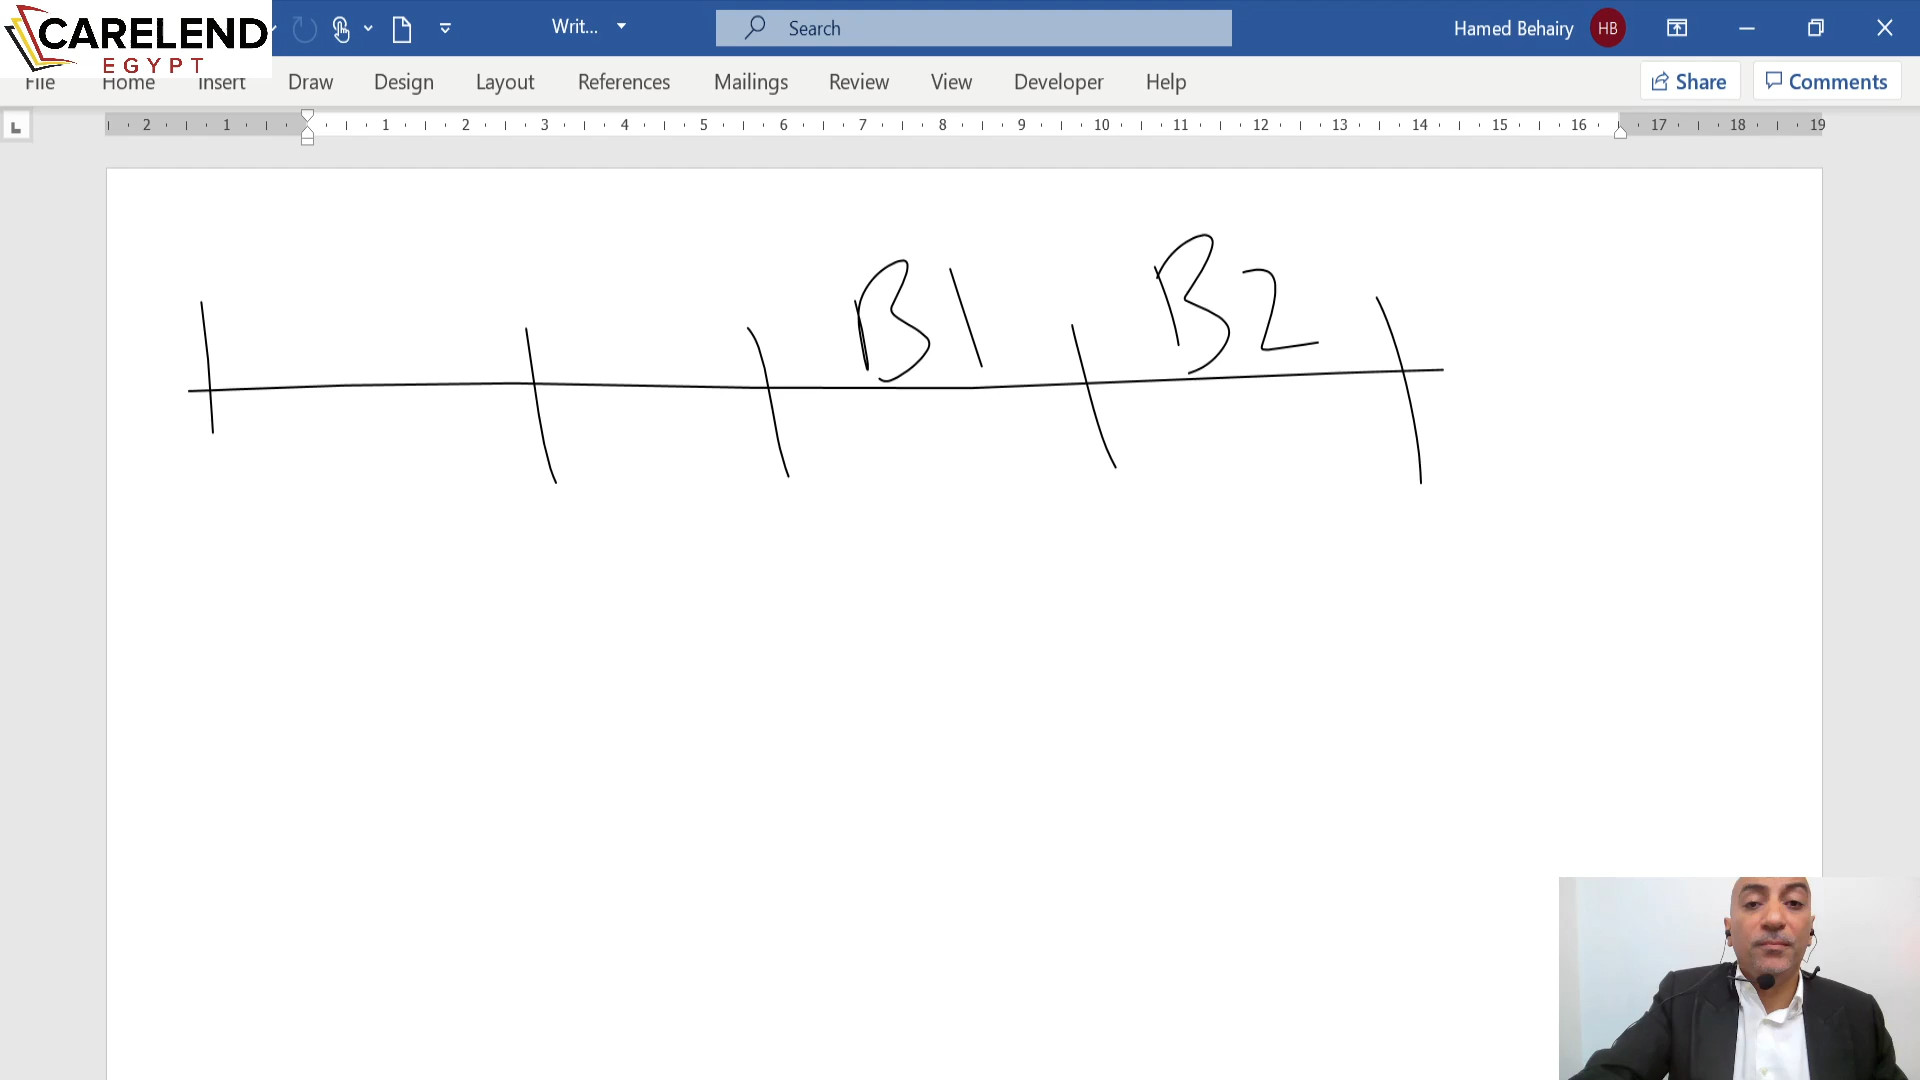 CARELEND
EGYPT
Writ...
Search
Hamed Behairy HB
File Home Insert Draw Design Layout References Mailings Review View Developer Help
Share Comments
2 1 1 2 3 4 5 6 7 8 9 10 11 12 13 14 15 16 17 18 19
B1 B2